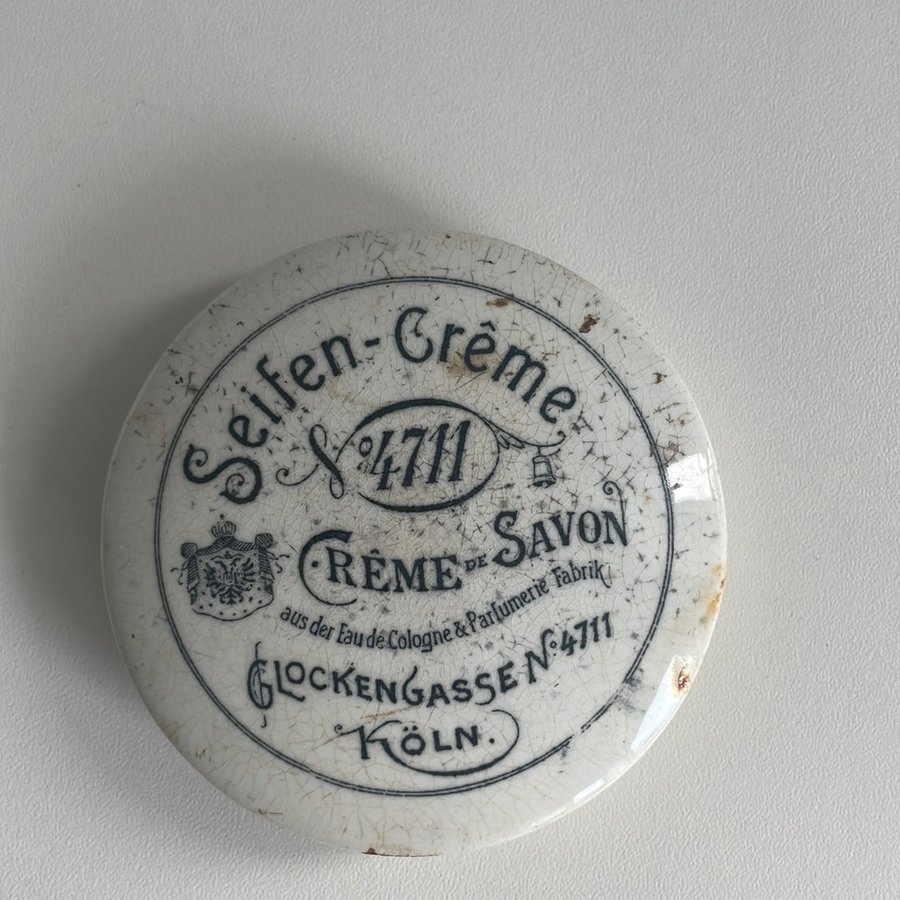 Seifen-Crême
No 4711
CRÊME DE SAVON
aus der Eau de Cologne & Parfumerie Fabrik
GLOCKENGASSE No 4711
KÖLN.